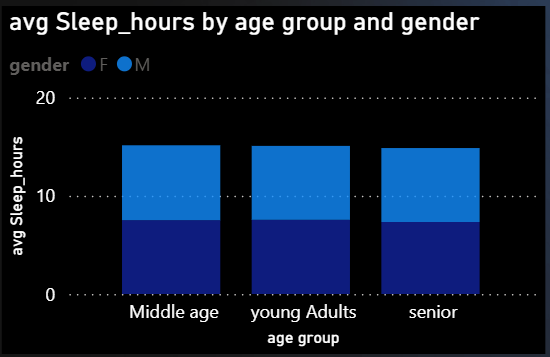 avg Sleep_hours by age group and gender
gender F M
20
avg Sleep_hours
10
0
Middle age young Adults senior
age group